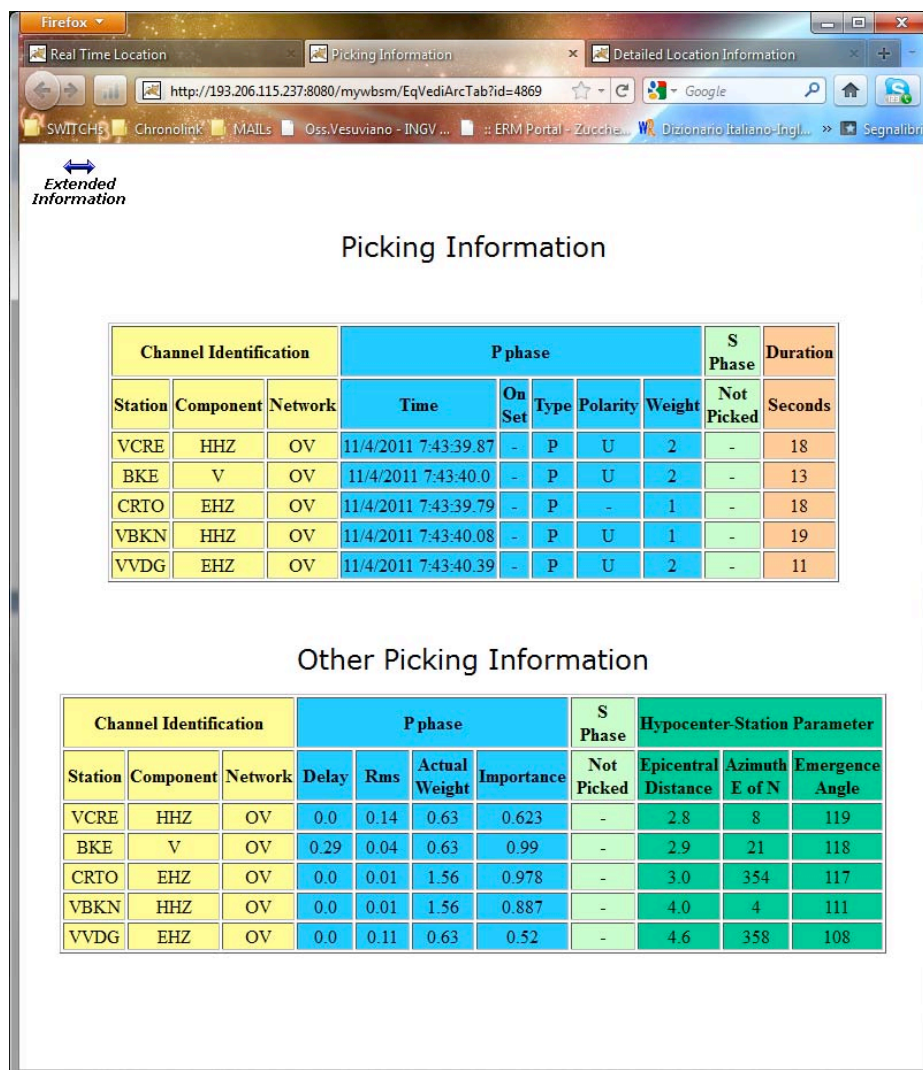 Firefox
Real Time Location
Picking Information
Detailed Location Information
http://193.206.115.237:8080/mywbsm/EqVediArcTab?id=4869
Google
SWITCHS Chronolink MAILs Oss.Vesuviano - INGV ... :: ERM Portal - Zucche... WR Dizionario Italiano-Ingl... » Segnalibri
Extended
Information
Picking Information
Channel Identification P phase S Phase Duration
Station Component Network Time On Set Type Polarity Weight Not Picked Seconds
VCRE HHZ OV 11/4/2011 7:43:39.87 - P U 2 - 18
BKE V OV 11/4/2011 7:43:40.0 - P U 2 - 13
CRTO EHZ OV 11/4/2011 7:43:39.79 - P - 1 - 18
VBKN HHZ OV 11/4/2011 7:43:40.08 - P U 1 - 19
VVDG EHZ OV 11/4/2011 7:43:40.39 - P U 2 - 11
Other Picking Information
Channel Identification P phase S Phase Hypocenter-Station Parameter
Station Component Network Delay Rms Actual Weight Importance Not Picked Epicentral Distance Azimuth E of N Emergence Angle
VCRE HHZ OV 0.0 0.14 0.63 0.623 - 2.8 8 119
BKE V OV 0.29 0.04 0.63 0.99 - 2.9 21 118
CRTO EHZ OV 0.0 0.01 1.56 0.978 - 3.0 354 117
VBKN HHZ OV 0.0 0.01 1.56 0.887 - 4.0 4 111
VVDG EHZ OV 0.0 0.11 0.63 0.52 - 4.6 358 108